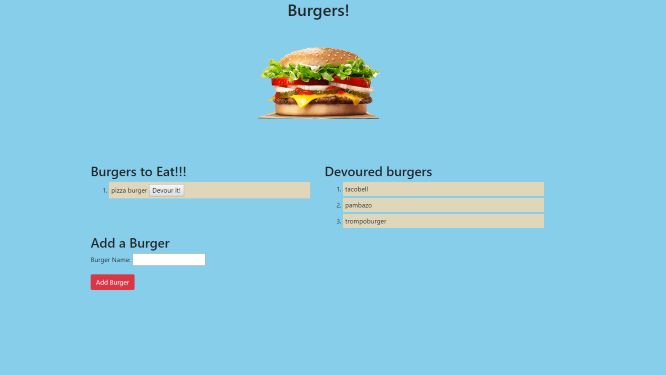 Burgers!
Burgers to Eat!!!
1. pizza burger Devour it!
Devoured burgers
1. tacobell
2. pambazo
3. trompoburger
Add a Burger
Burger Name:
Add Burger